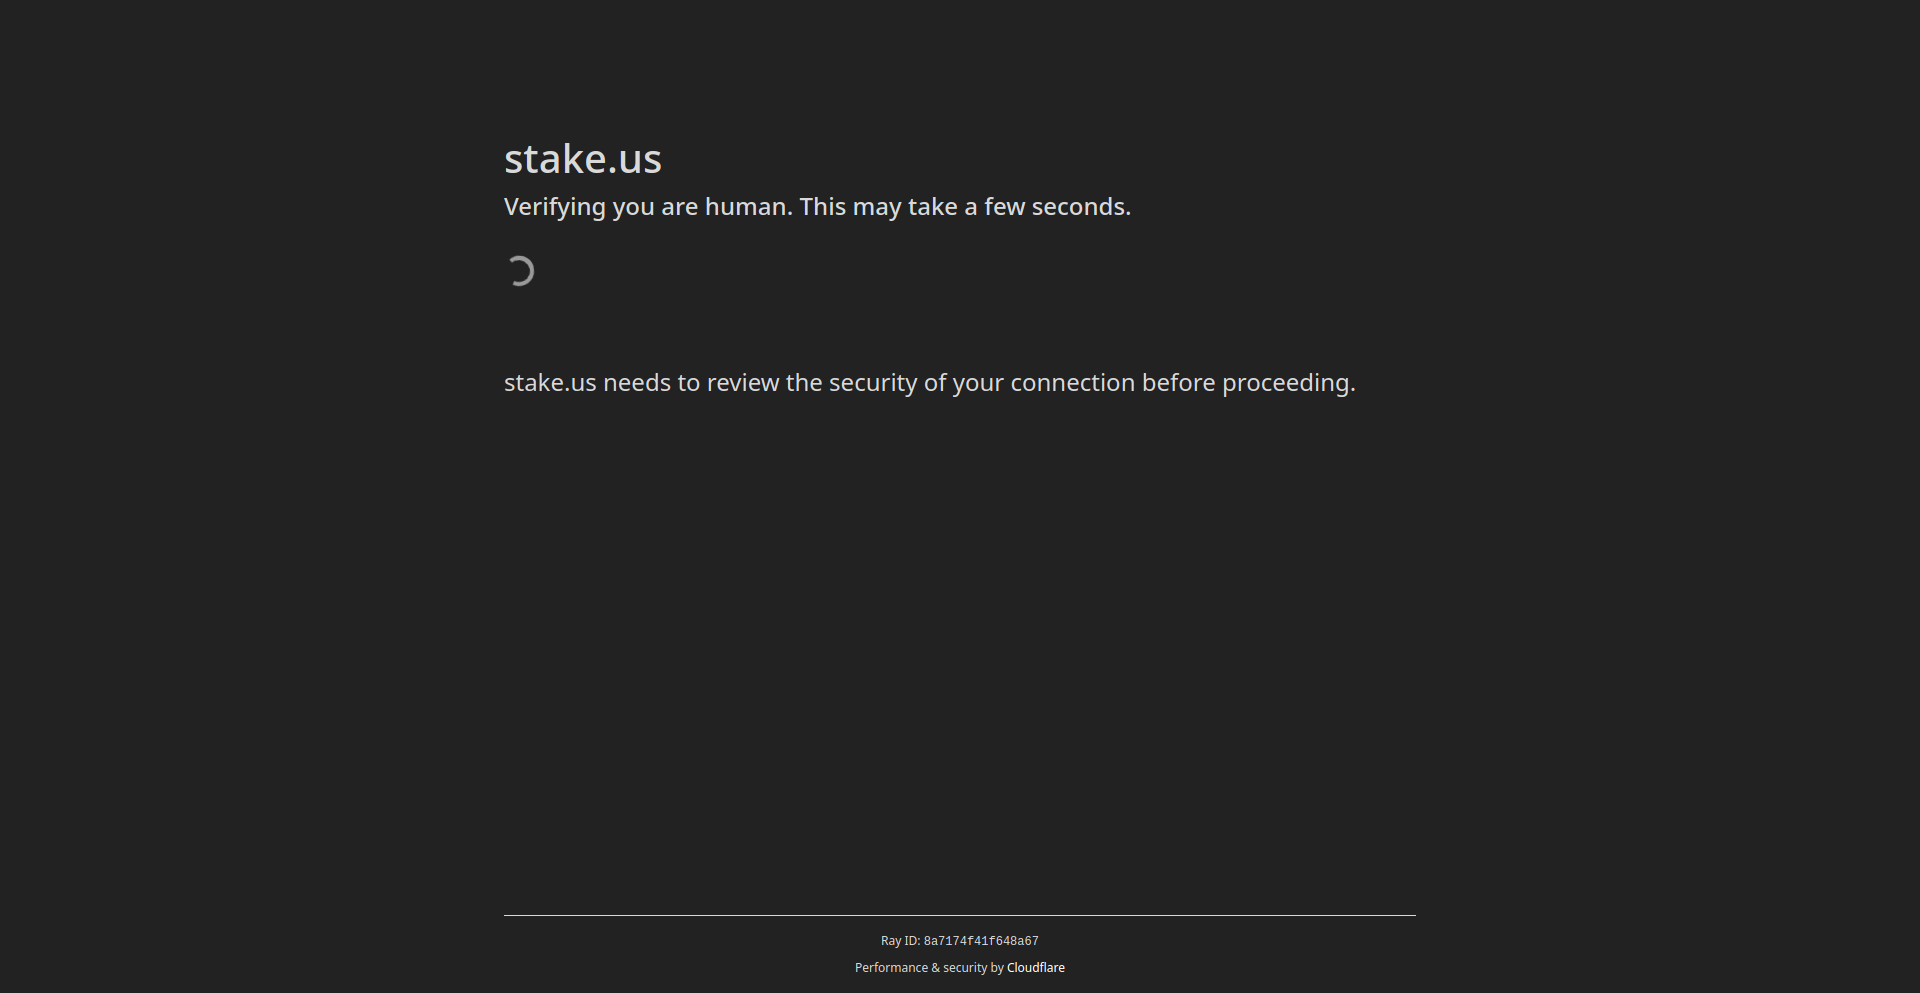 stake.us
Verifying you are human. This may take a few seconds.
stake.us needs to review the security of your connection before proceeding.
Ray ID: 8a7174f41f648a67
Performance & security by Cloudflare